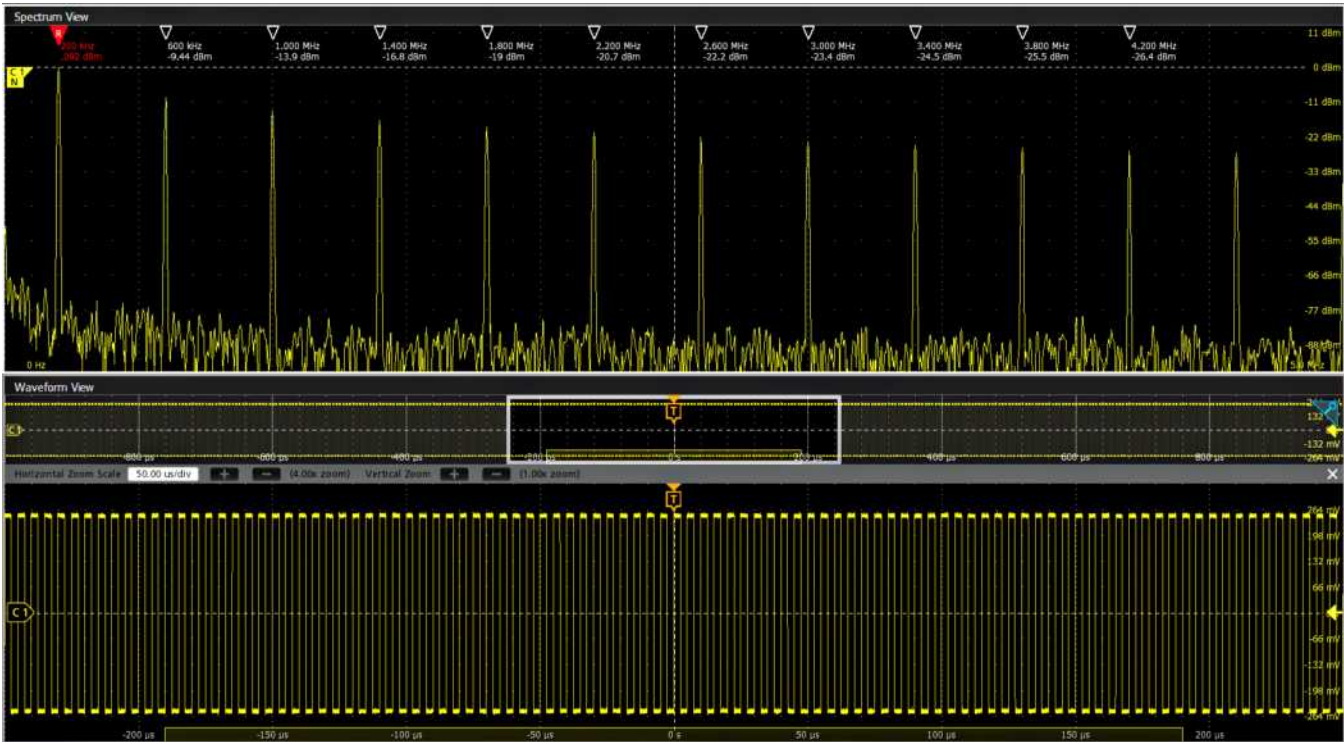 Spectrum View
R
200 kHz 600 kHz 1.000 MHz 1.400 MHz 1.800 MHz 2.200 MHz 2.600 MHz 3.000 MHz 3.400 MHz 3.800 MHz 4.200 MHz
-9.44 dBm -13.9 dBm -16.8 dBm -19 dBm -20.7 dBm -22.2 dBm -23.4 dBm -24.5 dBm -25.5 dBm -26.4 dBm
11 dBm
C 1
N
0 dBm
-11 dBm
-22 dBm
-33 dBm
-44 dBm
-55 dBm
-66 dBm
-77 dBm
-88 dBm
0 Hz
Waveform View
T
C1
132
-132 mV
-264 mV
-800 µs -600 µs -400 µs -200 µs 0 s 200 µs 400 µs 600 µs 800 µs
Horizontal Zoom Scale 50.00 us/div + - (4.00x zoom) Vertical Zoom + - (1.00x zoom) X
T
264 mV
198 mV
132 mV
66 mV
C 1
-66 mV
-132 mV
-198 mV
-264 mV
-200 µs -150 µs -100 µs -50 µs 0 s 50 µs 100 µs 150 µs 200 µs